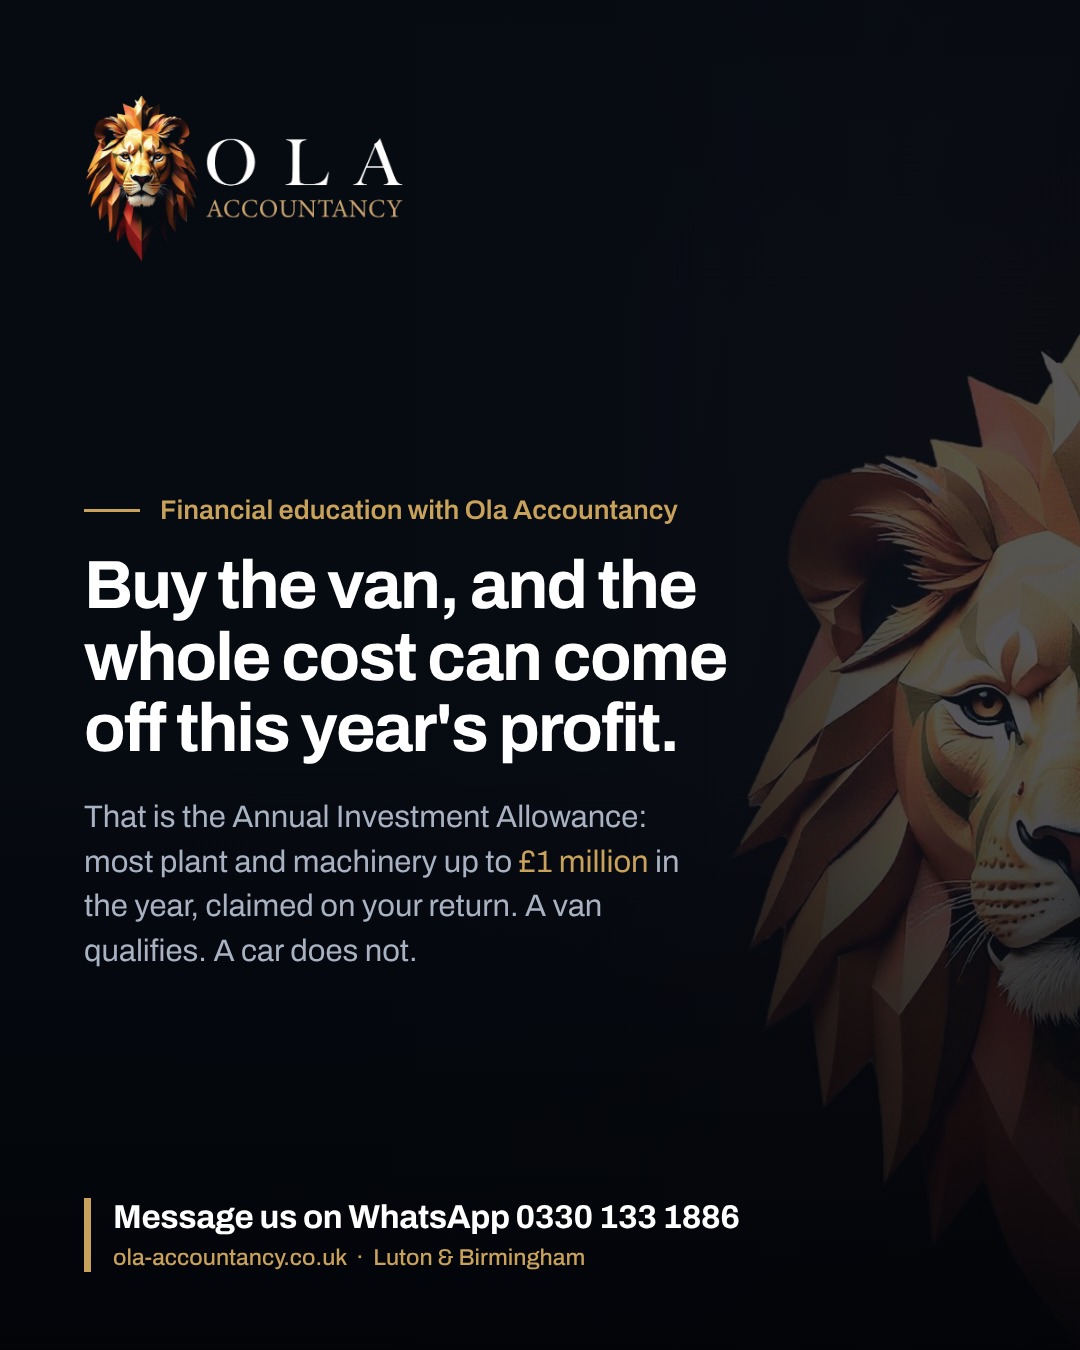 OLA
ACCOUNTANCY
Financial education with Ola Accountancy
Buy the van, and the
whole cost can come
off this year's profit.
That is the Annual Investment Allowance:
most plant and machinery up to £1 million in
the year, claimed on your return. A van
qualifies. A car does not.
Message us on WhatsApp 0330 133 1886
ola-accountancy.co.uk · Luton & Birmingham